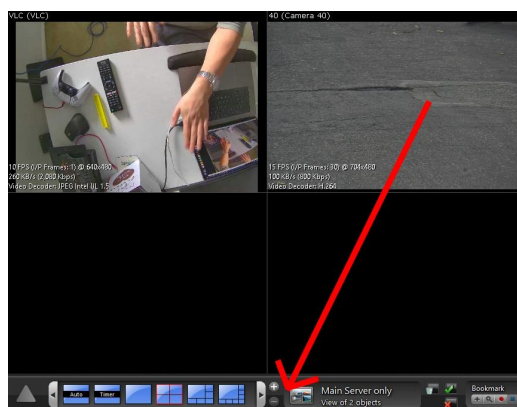 VLC (VLC)
40 (Camera 40)
10 FPS (I/P Frames: 1) @ 640x480
260 KB/s (2,080 Kbps)
Video Decoder: JPEG Intel IJL 1.5
15 FPS (I/P Frames: 30) @ 704x480
100 KB/s (800 Kbps)
Video Decoder: H.264
Auto
Timer
Main Server only
View of 2 objects
Bookmark